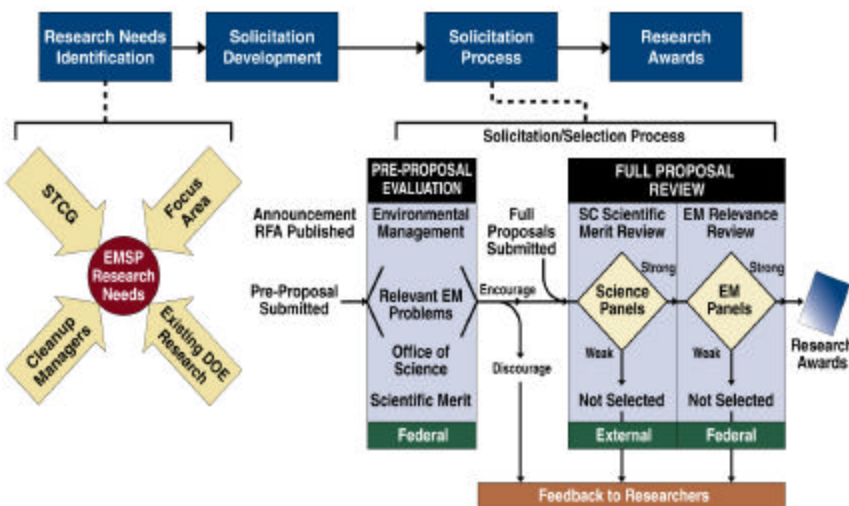 Research Needs
Identification
Solicitation
Development
Solicitation
Process
Research
Awards
Solicitation/Selection Process
STCG
Focus
Area
EMSP
Research
Needs
Cleanup
Managers
Existing DOE
Research
Announcement
RFA Published
Pre-Proposal
Submitted
PRE-PROPOSAL
EVALUATION
Environmental
Management
Relevant EM
Problems
Office of
Science
Scientific Merit
Federal
Full
Proposals
Submitted
Encourage
Discourage
FULL PROPOSAL
REVIEW
SC Scientific
Merit Review
Strong
Science
Panels
Weak
Not Selected
External
EM Relevance
Review
Strong
EM
Panels
Weak
Not Selected
Federal
Research
Awards
Feedback to Researchers